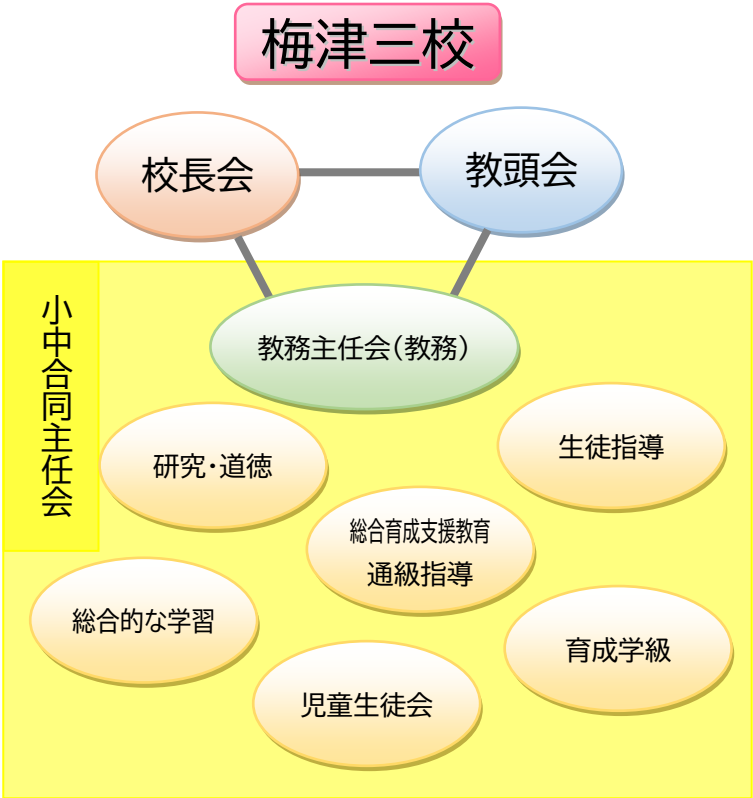 梅津三校
校長会
教頭会
小中合同主任会
教務主任会(教務)
研究・道徳
生徒指導
総合育成支援教育
通級指導
総合的な学習
育成学級
児童生徒会